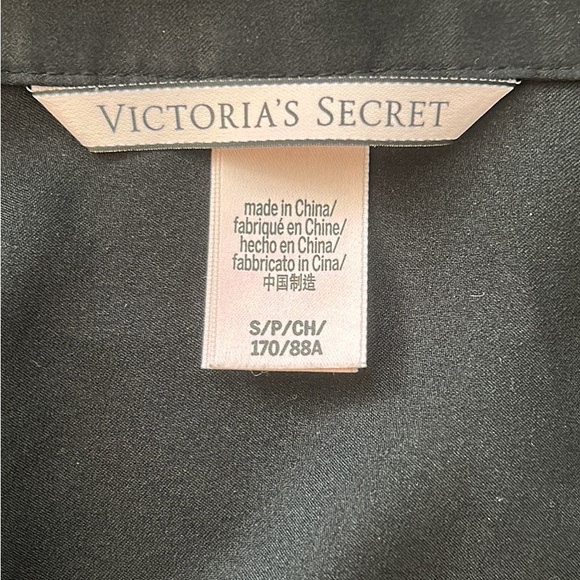 VICTORIA'S SECRET
made in China/
fabriqué en Chine/
hecho en China/
fabbricato in Cina/
中国制造
S/P/CH/
170/88A